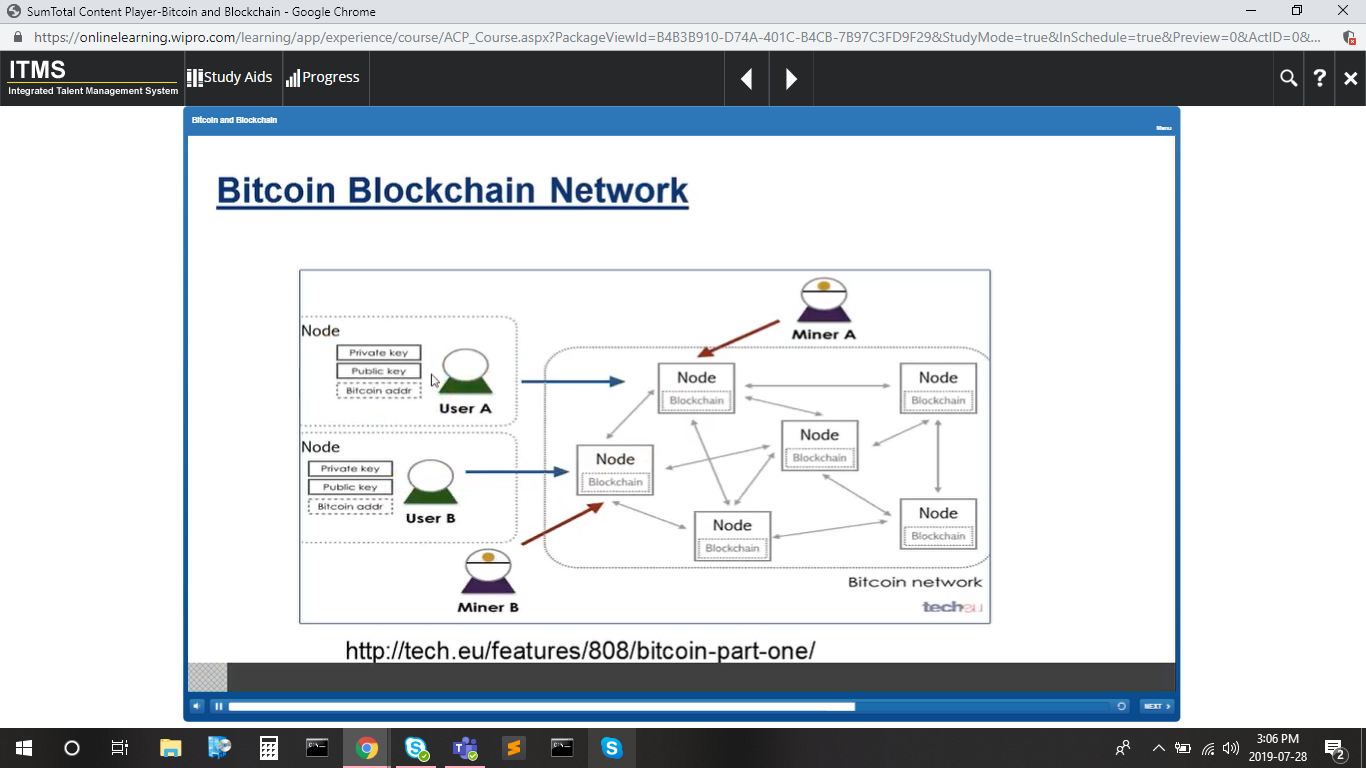 SumTotal Content Player-Bitcoin and Blockchain - Google Chrome
https://onlinelearning.wipro.com/learning/app/experience/course/ACP_Course.aspx?PackageViewId=B4B3B910-D74A-401C-B4CB-7B97C3FD9F29&StudyMode=true&InSchedule=true&Preview=0&ActID=0&...
ITMS
Integrated Talent Management System
Study Aids
Progress
?
Bitcoin and Blockchain
Menu
Bitcoin Blockchain Network
Miner A
Node
Private key
Public key
Bitcoin addr
User A
Node
Private key
Public key
Bitcoin addr
User B
Miner B
Node
Blockchain
Node
Blockchain
Node
Blockchain
Node
Blockchain
Node
Blockchain
Node
Blockchain
Bitcoin network
tech.eu
http://tech.eu/features/808/bitcoin-part-one/
NEXT >
3:06 PM
2019-07-28
2